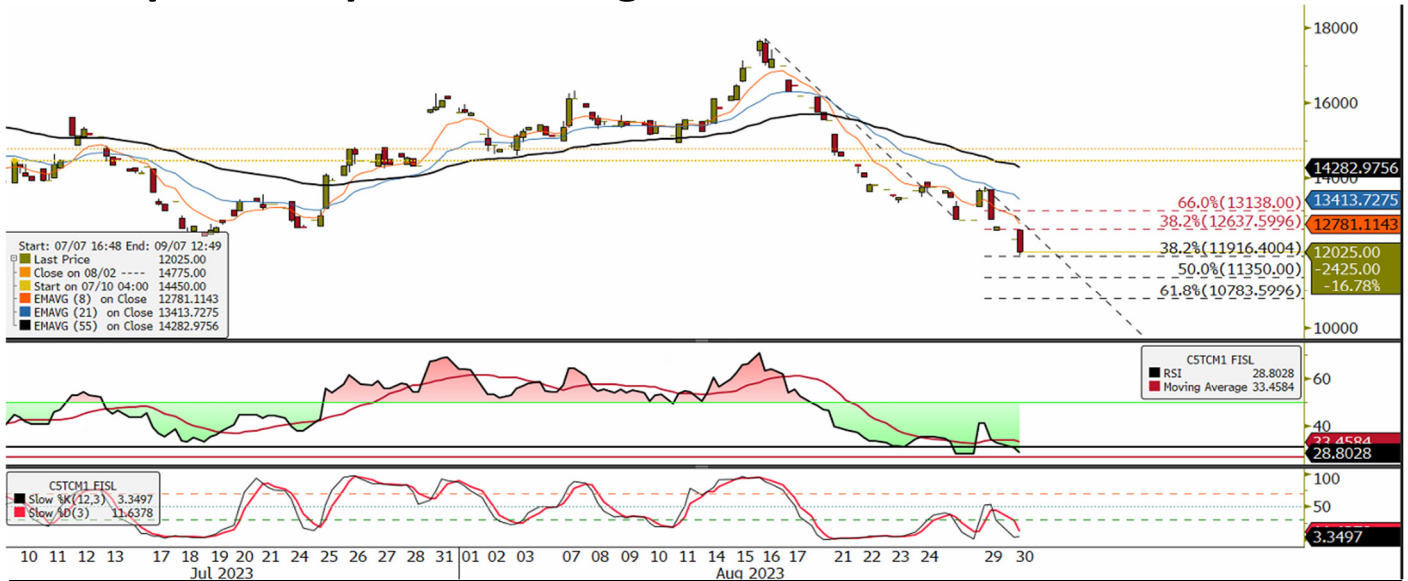 18000
16000
14282.9756
14000
13413.7275
66.0%(13138.00)
38.2%(12637.5996)
12781.1143
38.2%(11916.4004)
12025.00
-2425.00
-16.78%
50.0%(11350.00)
61.8%(10783.5996)
10000
Start: 07/07 16:48 End: 09/07 12:49
Last Price 12025.00
Close on 08/02 ---- 14775.00
Start on 07/10 04:00 14450.00
EMAVG (8) on Close 12781.1143
EMAVG (21) on Close 13413.7275
EMAVG (55) on Close 14282.9756
C5TCM1 FISL
RSI 28.8028
Moving Average 33.4584
60
40
33.4584
28.8028
C5TCM1 FISL
Slow %K(12,3) 3.3497
Slow %D(3) 11.6378
100
50
3.3497
10 11 12 13 17 18 19 20 21 24 25 26 27 28 31 01 02 03 07 08 09 10 11 14 15 16 17 21 22 23 24 29 30
Jul 2023 Aug 2023